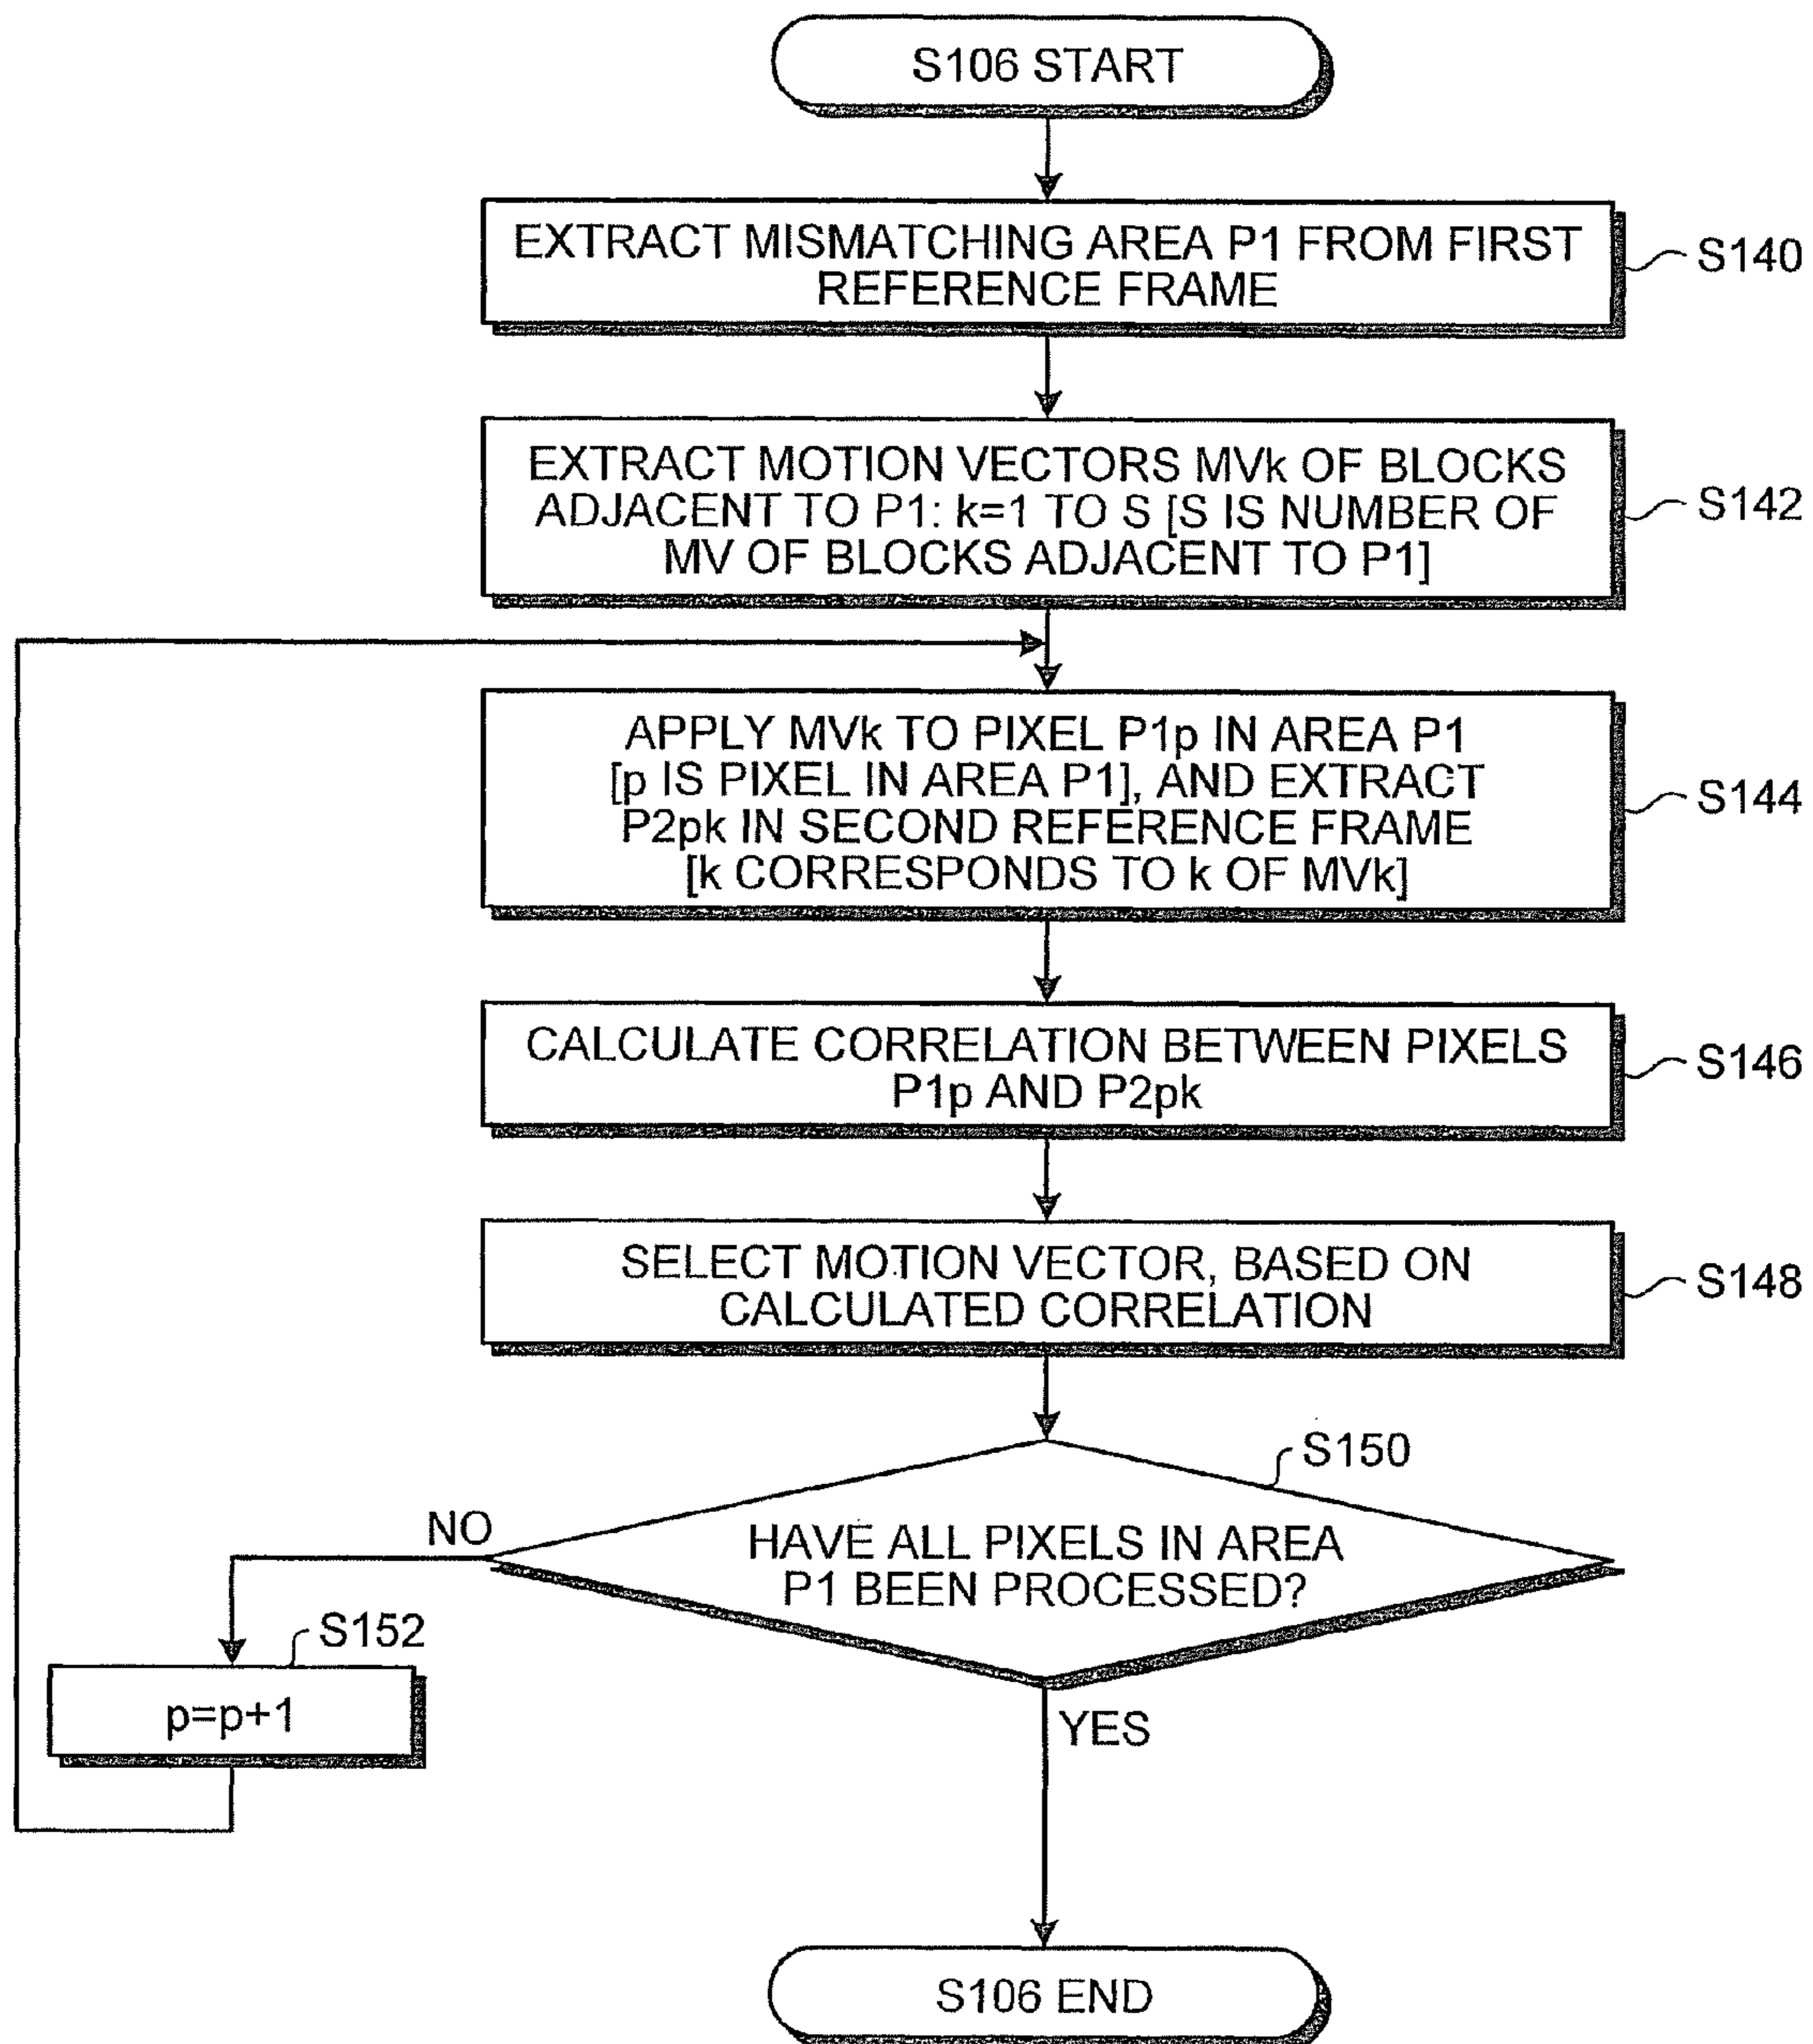 S106 START
EXTRACT MISMATCHING AREA P1 FROM FIRST
REFERENCE FRAME
S140
EXTRACT MOTION VECTORS MVk OF BLOCKS
ADJACENT TO P1: k=1 TO S [S IS NUMBER OF
MV OF BLOCKS ADJACENT TO P1]
S142
APPLY MVk TO PIXEL P1p IN AREA P1
[p IS PIXEL IN AREA P1], AND EXTRACT
P2pk IN SECOND REFERENCE FRAME
[k CORRESPONDS TO k OF MVk]
S144
CALCULATE CORRELATION BETWEEN PIXELS
P1p AND P2pk
S146
SELECT MOTION VECTOR, BASED ON
CALCULATED CORRELATION
S148
S150
HAVE ALL PIXELS IN AREA
P1 BEEN PROCESSED?
NO
S152
p=p+1
YES
S106 END